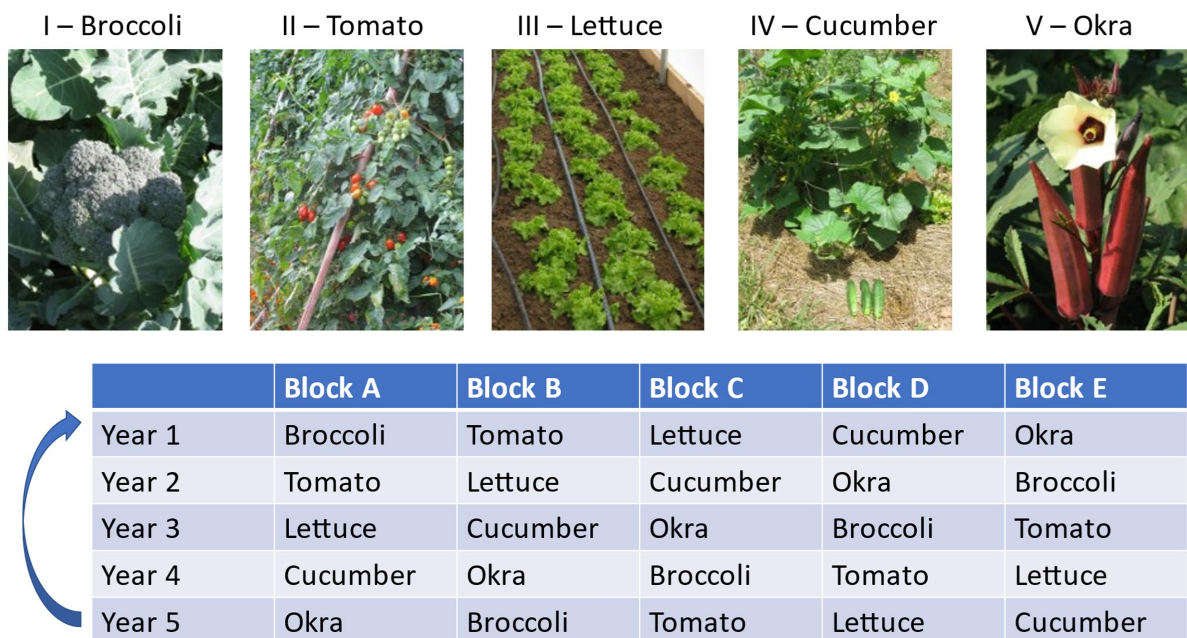 I – Broccoli II – Tomato III – Lettuce IV – Cucumber V – Okra
Block A Block B Block C Block D Block E
Year 1 Broccoli Tomato Lettuce Cucumber Okra
Year 2 Tomato Lettuce Cucumber Okra Broccoli
Year 3 Lettuce Cucumber Okra Broccoli Tomato
Year 4 Cucumber Okra Broccoli Tomato Lettuce
Year 5 Okra Broccoli Tomato Lettuce Cucumber